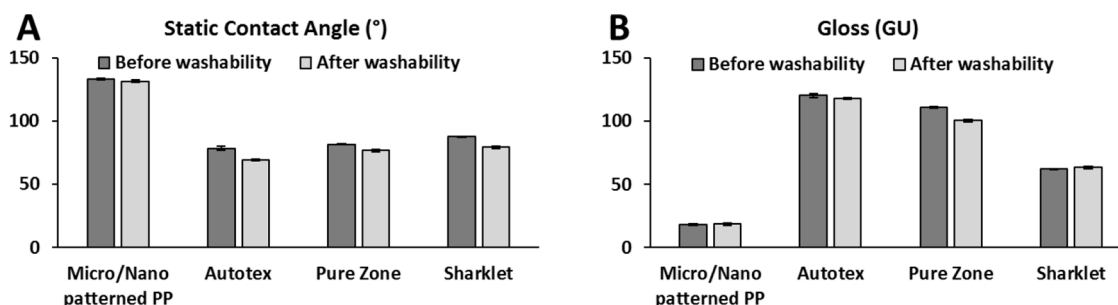 A
Static Contact Angle (°)
150
Before washability
After washability
100
50
0
Micro/Nano
patterned PP
Autotex
Pure Zone
Sharklet
B
Gloss (GU)
150
Before washability
After washability
100
50
0
Micro/Nano
patterned PP
Autotex
Pure Zone
Sharklet